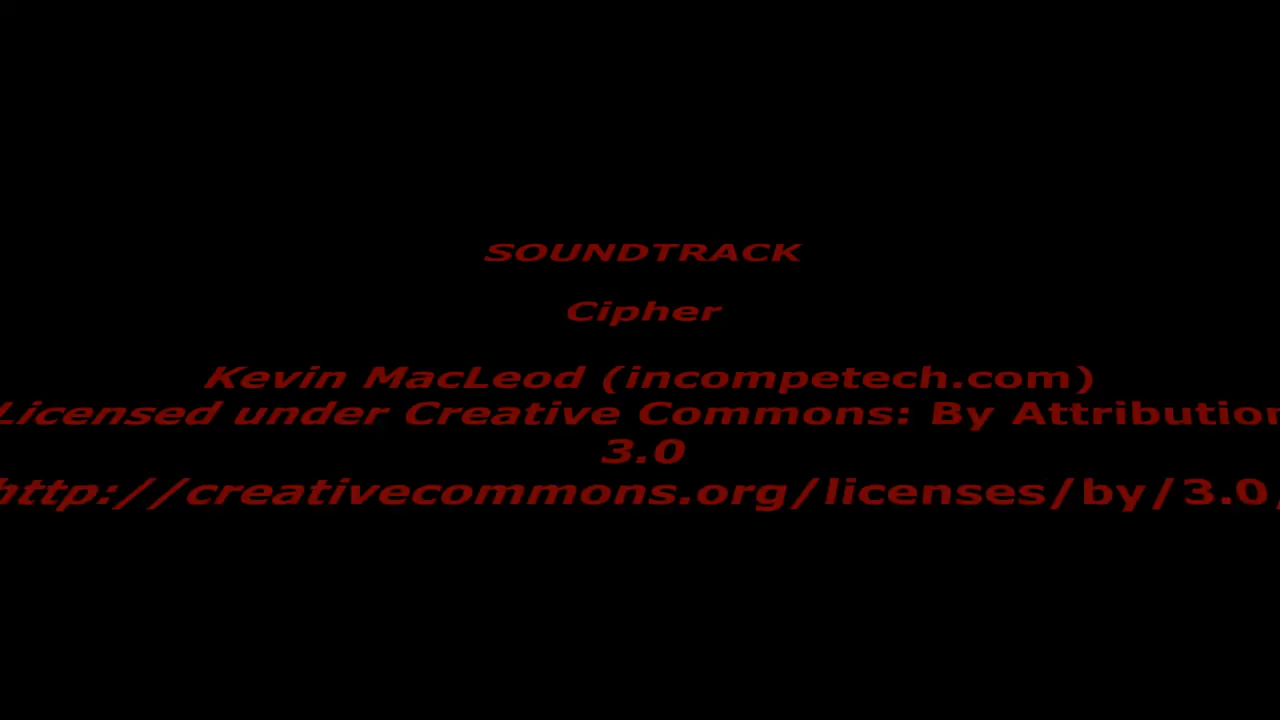 SOUNDTRACK
Cipher
Kevin MacLeod (incompetech.com)
Licensed under Creative Commons: By Attribution
3.0
http://creativecommons.org/licenses/by/3.0/